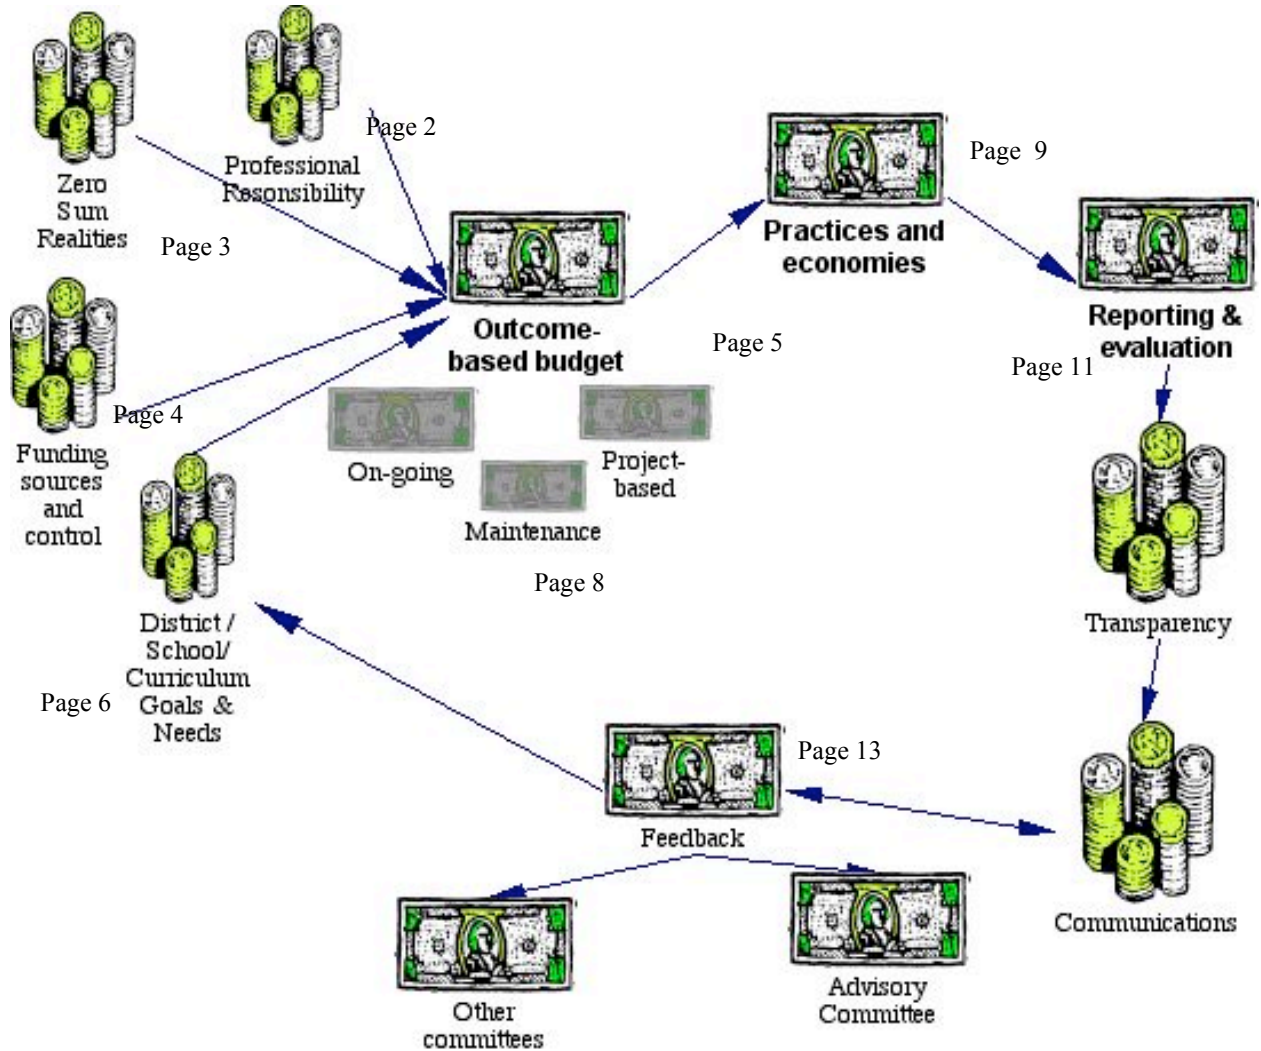 Page 2
Professional
Resonsibility
Zero
Sum
Realities
Page 3
Page 9
Practices and
economies
Outcome-
based budget
Page 5
Reporting &
evaluation
Page 11
Page 4
Funding
sources
and
control
On-going
Project-
based
Maintenance
Page 8
District /
School/
Curriculum
Goals &
Needs
Page 6
Transparency
Page 13
Feedback
Communications
Other
committees
Advisory
Committee